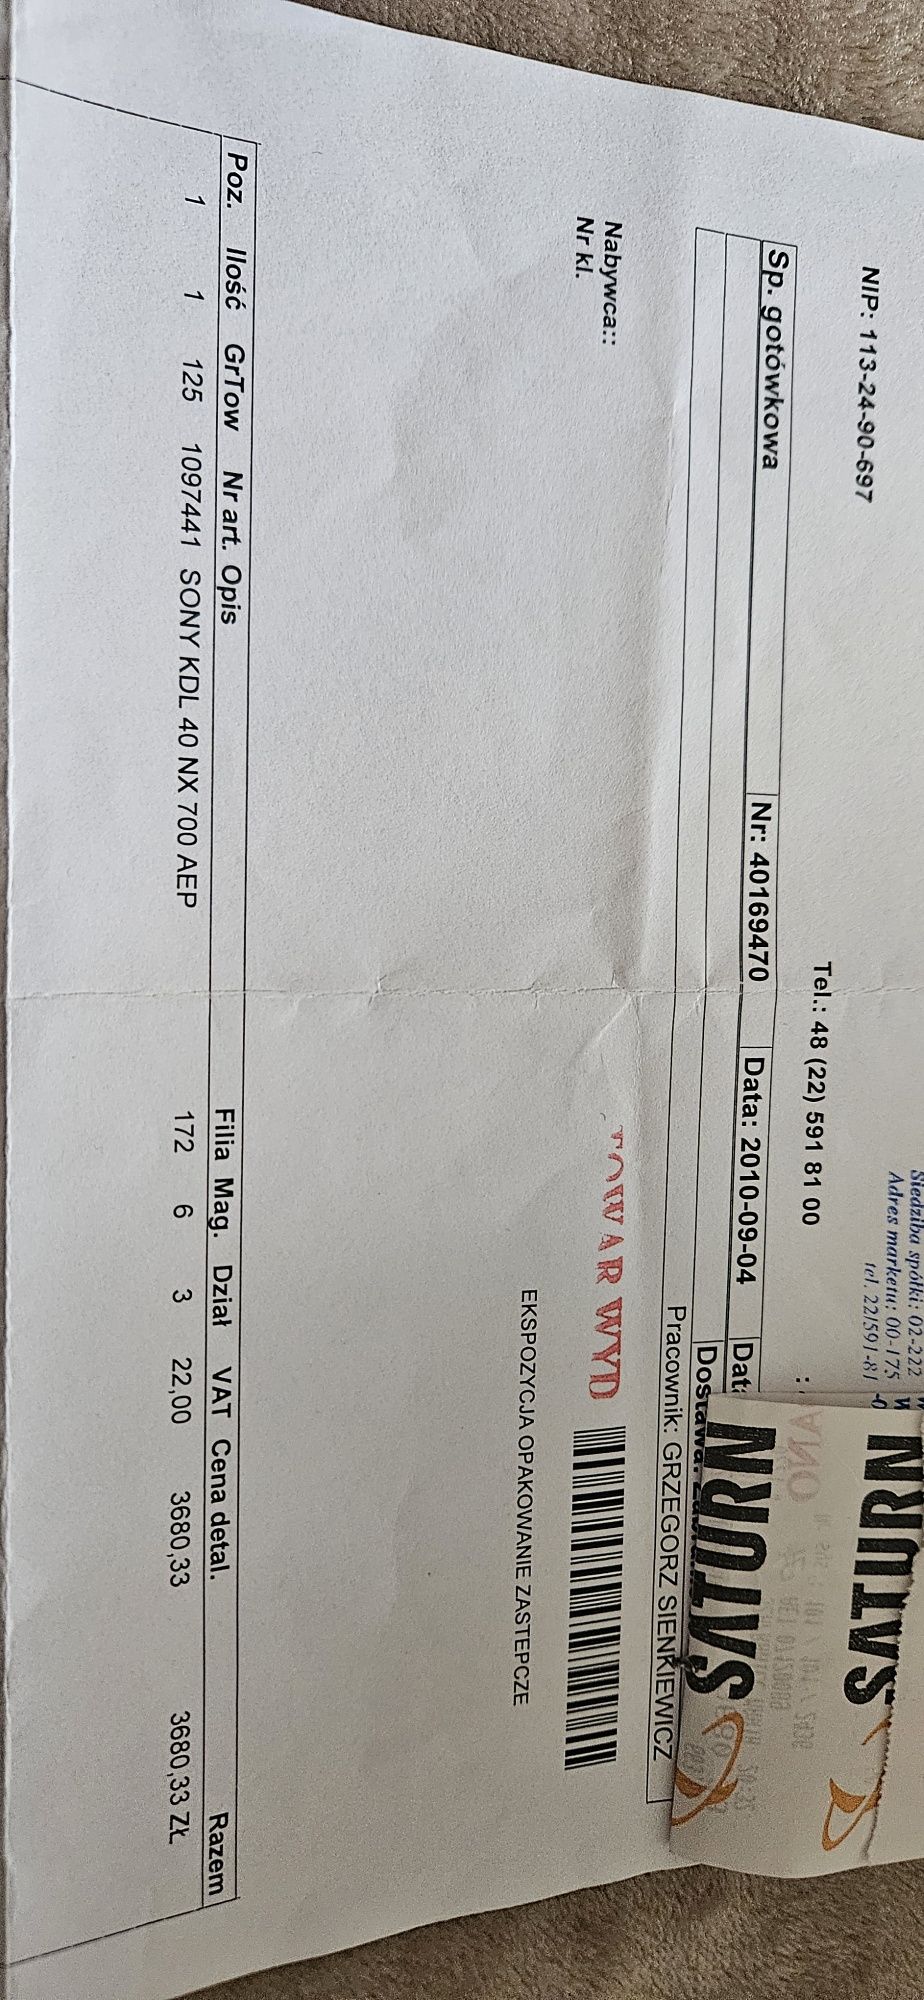 Siedziba spółki: 02-222
Adres marketu: 00-175
tel. 22/591-81
NIP: 113-24-90-697
Tel.: 48 (22) 591 81 00
Sp. gotówkowa Nr: 40169470 Data: 2010-09-04
Pracownik: GRZEGORZ SIENKIEWICZ
SATURN
SATURN
Nabywca::
Nr kl.
TOWAR WYD
EKSPOZYCJA OPAKOWANIE ZASTEPCZE
Poz. Ilość GrTow Nr art. Opis Filia Mag. Dział VAT Cena detal. Razem
1 1 125 1097441 SONY KDL 40 NX 700 AEP 172 6 3 22,00 3680,33 3680,33 ZŁ